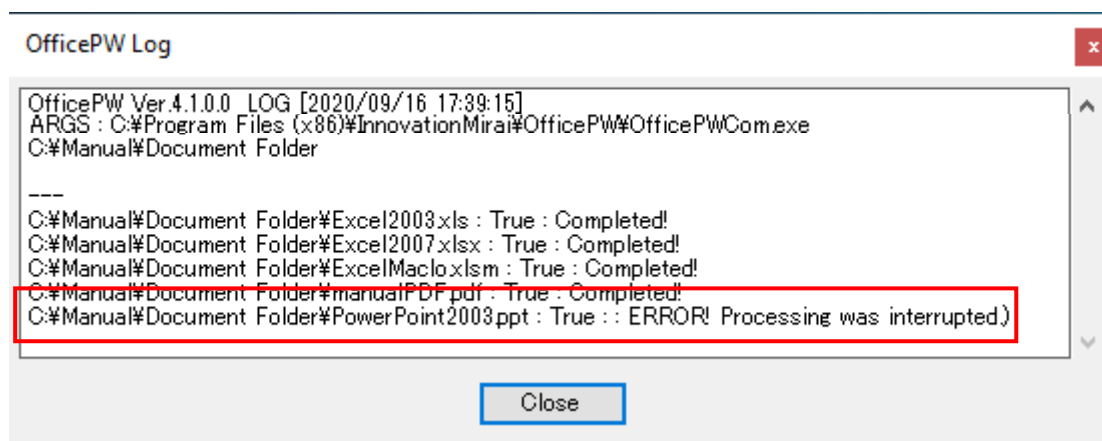 OfficePW Log
x
OfficePW Ver.4.1.0.0 LOG [2020/09/16 17:39:15]
ARGS : C:¥Program Files (x86)¥InnovationMirai¥OfficePW¥OfficePWCom.exe
C:¥Manual¥Document Folder
---
C:¥Manual¥Document Folder¥Excel2003.xls : True : Completed!
C:¥Manual¥Document Folder¥Excel2007.xlsx : True : Completed!
C:¥Manual¥Document Folder¥ExcelMaclo.xlsm : True : Completed!
C:¥Manual¥Document Folder¥manualPDF.pdf : True : Completed!
C:¥Manual¥Document Folder¥PowerPoint2003.ppt : True : : ERROR! Processing was interrupted.)
Close